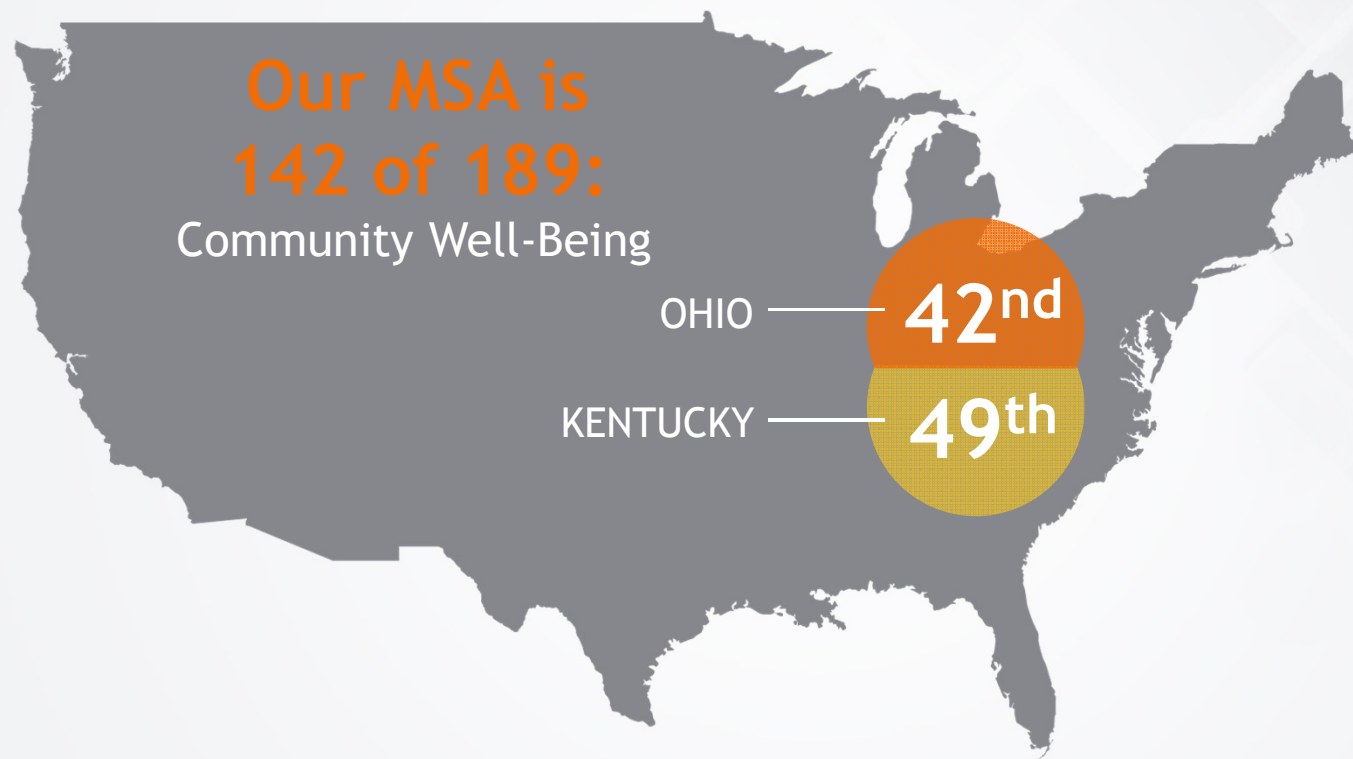 Our MSA is
142 of 189:
Community Well-Being
OHIO
42nd
KENTUCKY
49th